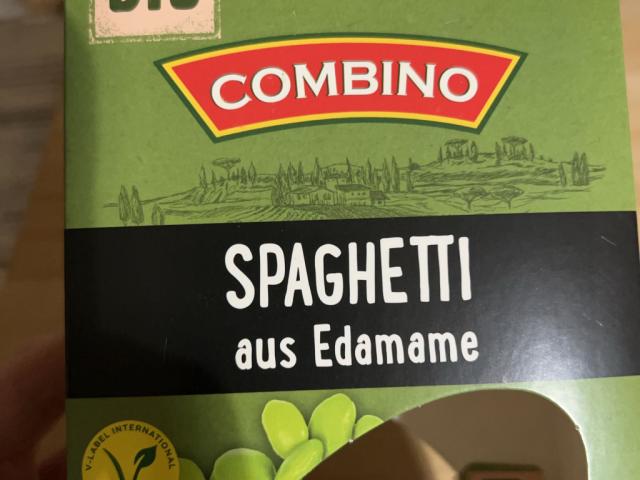 COMBINO
SPAGHETTI
aus Edamame
V-LABEL INTERNATIONAL